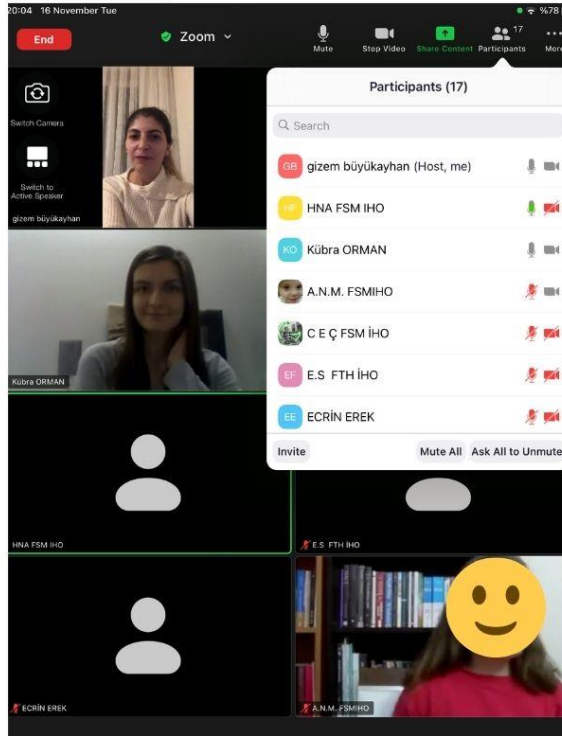 20:04 16 November Tue
%78
End
Zoom
Mute
Stop Video
Share Content
Participants
17
More
Switch Camera
Switch to
Active Speaker
gizem büyükayhan
Participants (17)
Search
GB gizem büyükayhan (Host, me)
HF HNA FSM IHO
KO Kübra ORMAN
A.N.M. FSMIHO
C E Ç FSM İHO
EF E.S FTH İHO
EE ECRİN EREK
Invite
Mute All
Ask All to Unmute
Kübra ORMAN
HNA FSM IHO
E.S FTH İHO
ECRİN EREK
A.N.M. FSMIHO